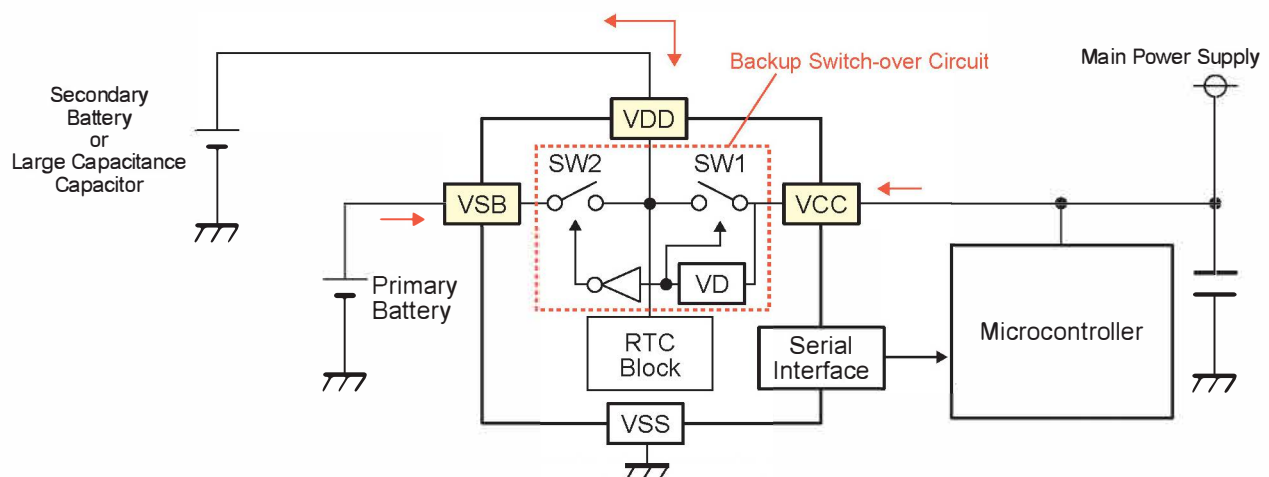 Backup Switch-over Circuit
Main Power Supply
Secondary
Battery
or
Large Capacitance
Capacitor
VDD
SW2
SW1
VSB
VCC
VD
Primary
Battery
RTC
Block
Serial
Interface
Microcontroller
VSS